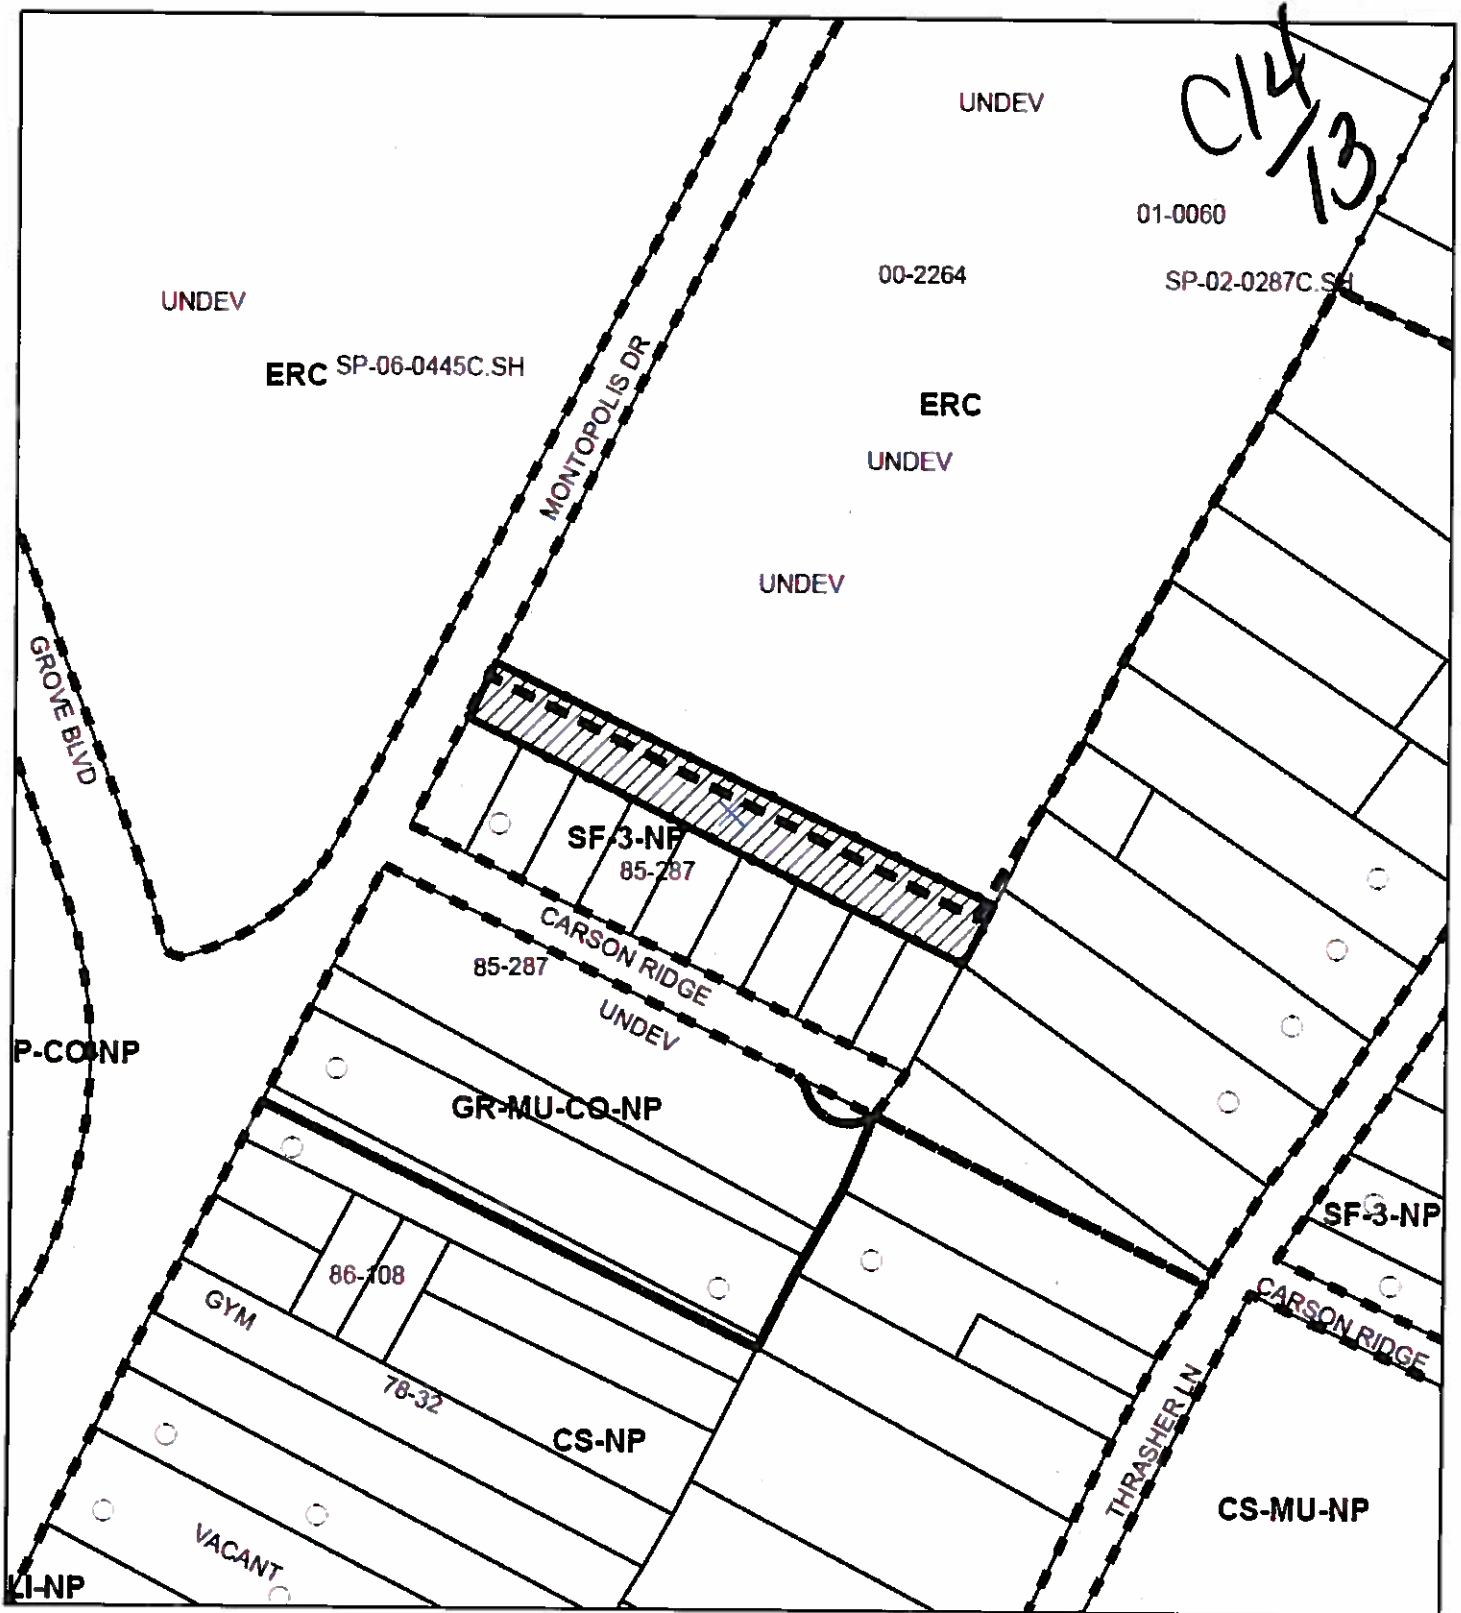 C14
/13
UNDEV
01-0060
00-2264
SP-02-0287C.SH
UNDEV
ERC SP-06-0445C.SH
MONTOPOLIS DR
ERC
UNDEV
UNDEV
GROVE BLVD
SF-3-NP
85-287
CARSON RIDGE
85-287
UNDEV
P-CO-NP
GR-MU-CO-NP
SF-3-NP
86-108
GYM
CARSON RIDGE
78-32
THRASHER LN
CS-NP
CS-MU-NP
VACANT
LI-NP